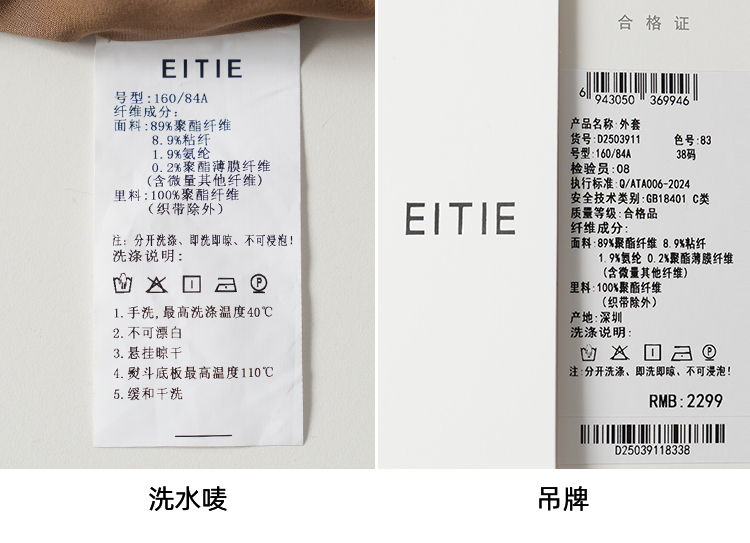 EITIE
号型:160/84A
纤维成分:
面料:89%聚酯纤维
8.9%粘纤
1.9%氨纶
0.2%聚酯薄膜纤维
(含微量其他纤维)
里料:100%聚酯纤维
(织带除外)
注: 分开洗涤、即洗即晾、不可浸泡!
洗涤说明:
1.手洗,最高洗涤温度40℃
2.不可漂白
3.悬挂晾干
4.熨斗底板最高温度110℃
5.缓和干洗
洗水唛
EITIE
合格证
6 943050 369946
产品名称:外套
货号:D2503911 色号:83
号型:160/84A 38码
检验员:08
执行标准:Q/ATA006-2024
安全技术类别:GB18401 C类
质量等级:合格品
纤维成分:
面料:89%聚酯纤维 8.9%粘纤
1.9%氨纶 0.2%聚酯薄膜纤维
(含微量其他纤维)
里料:100%聚酯纤维
(织带除外)
产地:深圳
洗涤说明:
注:分开洗涤、即洗即晾、不可浸泡!
RMB:2299
D25039118338
吊牌